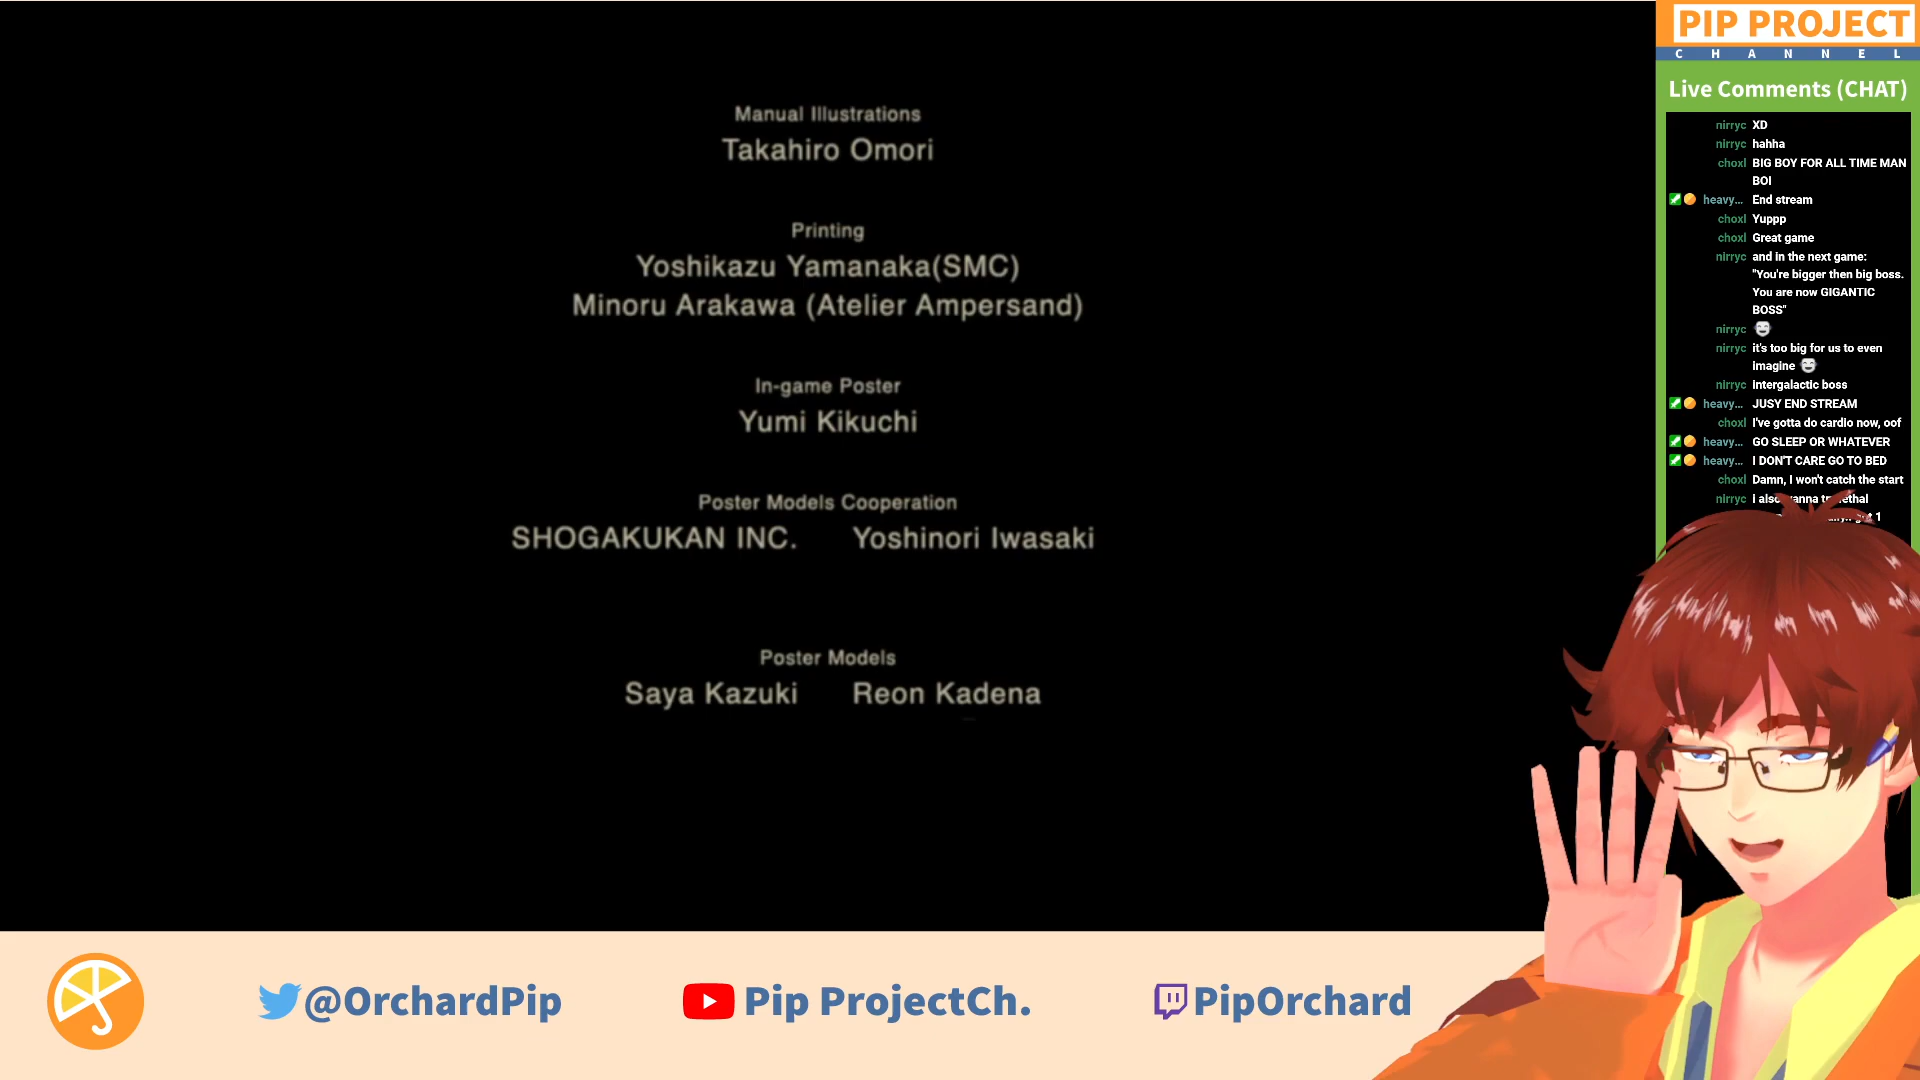 Manual Illustrations
Takahiro Omori
Printing
Yoshikazu Yamanaka(SMC)
Minoru Arakawa (Atelier Ampersand)
In-game Poster
Yumi Kikuchi
Poster Models Cooperation
SHOGAKUKAN INC. Yoshinori Iwasaki
Poster Models
Saya Kazuki Reon Kadena
PIP PROJECT
CHANNEL
Live Comments (CHAT)
nirryc XD
nirryc hahha
choxl BIG BOY FOR ALL TIME MAN
BOI
heavy... End stream
choxl Yuppp
choxl Great game
nirryc and in the next game:
"You're bigger then big boss.
You are now GIGANTIC
BOSS"
nirryc
nirryc it's too big for us to even
imagine
nirryc intergalactic boss
heavy... JUSY END STREAM
choxl I've gotta do cardio now, oof
heavy... GO SLEEP OR WHATEVER
heavy... I DON'T CARE GO TO BED
choxl Damn, I won't catch the start
nirryc i also
@OrchardPip
Pip ProjectCh.
PipOrchard